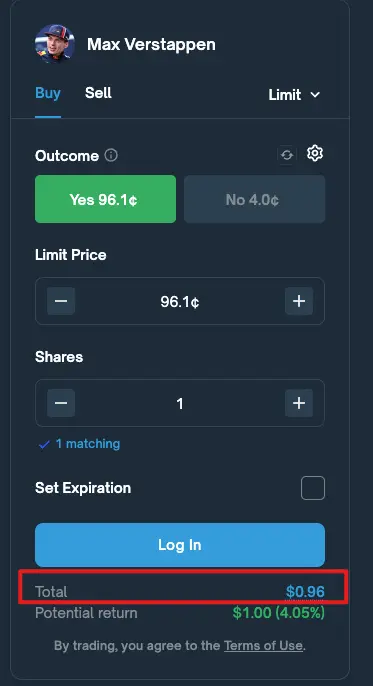 Max Verstappen
Buy Sell Limit
Outcome
Yes 96.1¢ No 4.0¢
Limit Price
− 96.1¢ +
Shares
− 1 +
1 matching
Set Expiration
Log In
Total $0.96
Potential return $1.00 (4.05%)
By trading, you agree to the Terms of Use.